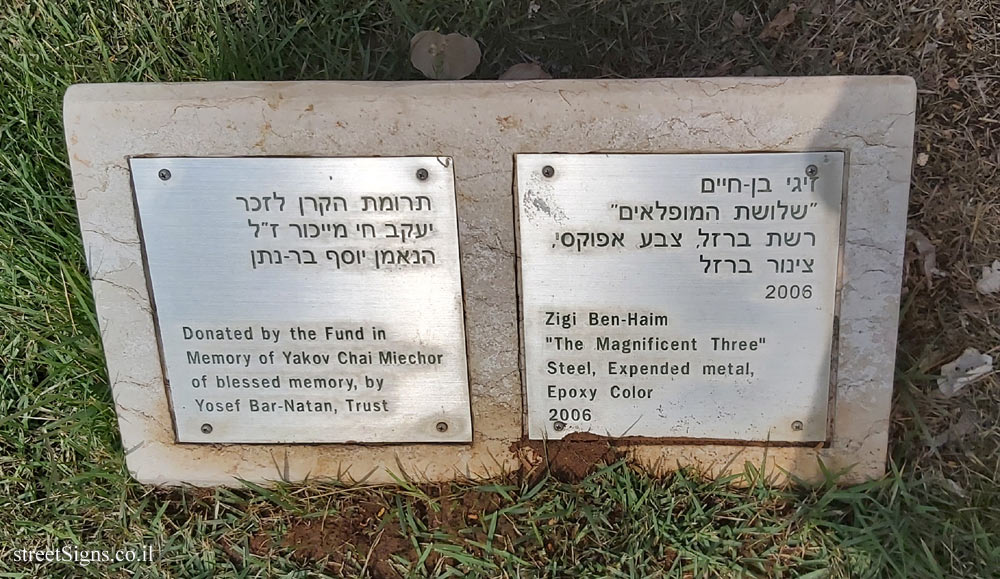 תרומת הקרן לזכר
יעקב חי מייכור ז"ל
הנאמן יוסף בר-נתן
Donated by the Fund in
Memory of Yakov Chai Miechor
of blessed memory, by
Yosef Bar-Natan, Trust
זיגי בן-חיים
"שלושת המופלאים"
רשת ברזל, צבע אפוקסי,
צינור ברזל
2006
Zigi Ben-Haim
"The Magnificent Three"
Steel, Expended metal,
Epoxy Color
2006
streetSigns.co.il